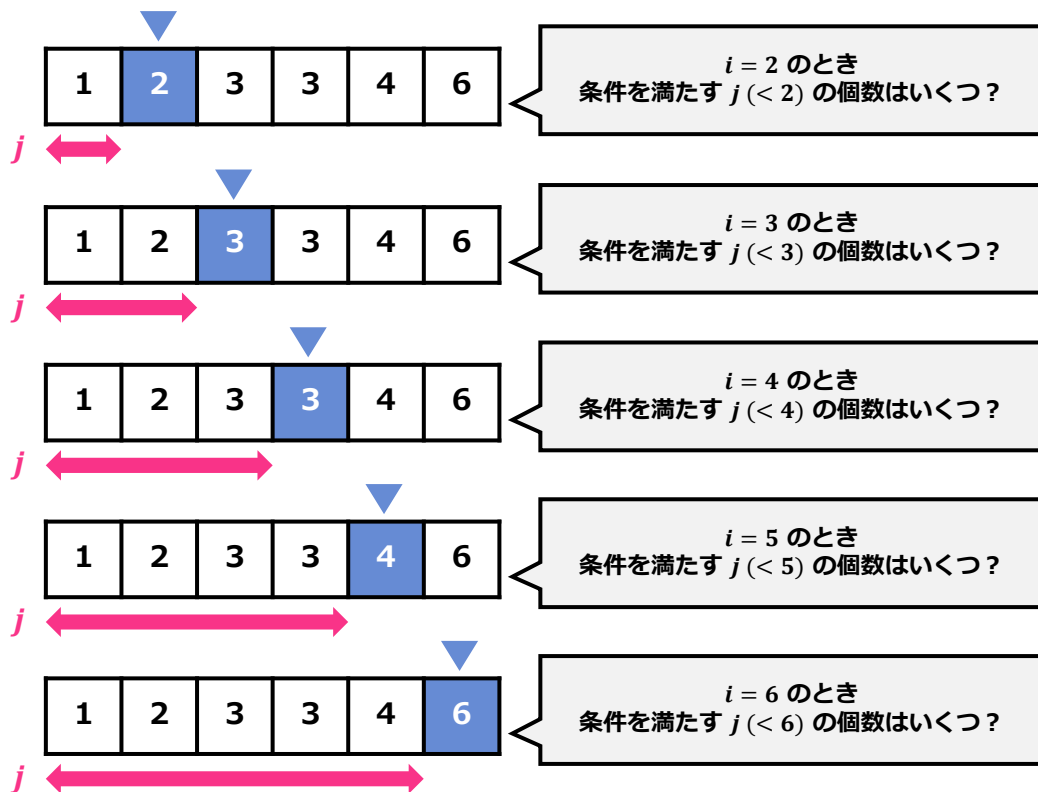 1 2 3 3 4 6
i = 2 のとき
条件を満たす j (< 2) の個数はいくつ？
j
1 2 3 3 4 6
i = 3 のとき
条件を満たす j (< 3) の個数はいくつ？
j
1 2 3 3 4 6
i = 4 のとき
条件を満たす j (< 4) の個数はいくつ？
j
1 2 3 3 4 6
i = 5 のとき
条件を満たす j (< 5) の個数はいくつ？
j
1 2 3 3 4 6
i = 6 のとき
条件を満たす j (< 6) の個数はいくつ？
j